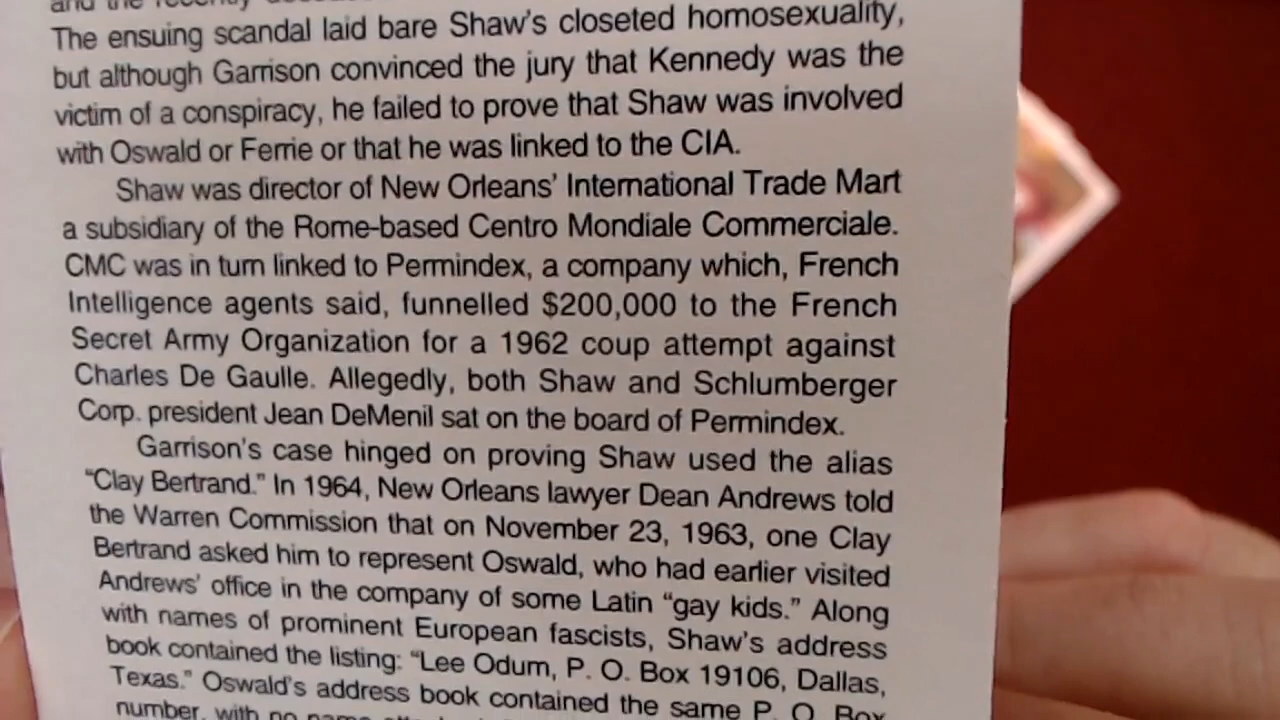 and the recently
The ensuing scandal laid bare Shaw's closeted homosexuality,
but although Garrison convinced the jury that Kennedy was the
victim of a conspiracy, he failed to prove that Shaw was involved
with Oswald or Ferrie or that he was linked to the CIA.
Shaw was director of New Orleans' International Trade Mart
a subsidiary of the Rome-based Centro Mondiale Commerciale.
CMC was in turn linked to Permindex, a company which, French
Intelligence agents said, funnelled $200,000 to the French
Secret Army Organization for a 1962 coup attempt against
Charles De Gaulle. Allegedly, both Shaw and Schlumberger
Corp. president Jean DeMenil sat on the board of Permindex.
Garrison's case hinged on proving Shaw used the alias
“Clay Bertrand.” In 1964, New Orleans lawyer Dean Andrews told
the Warren Commission that on November 23, 1963, one Clay
Bertrand asked him to represent Oswald, who had earlier visited
Andrews' office in the company of some Latin “gay kids.” Along
with names of prominent European fascists, Shaw's address
book contained the listing: “Lee Odum, P. O. Box 19106, Dallas,
Texas.” Oswald's address book contained the same P. O. Box
number, with no name